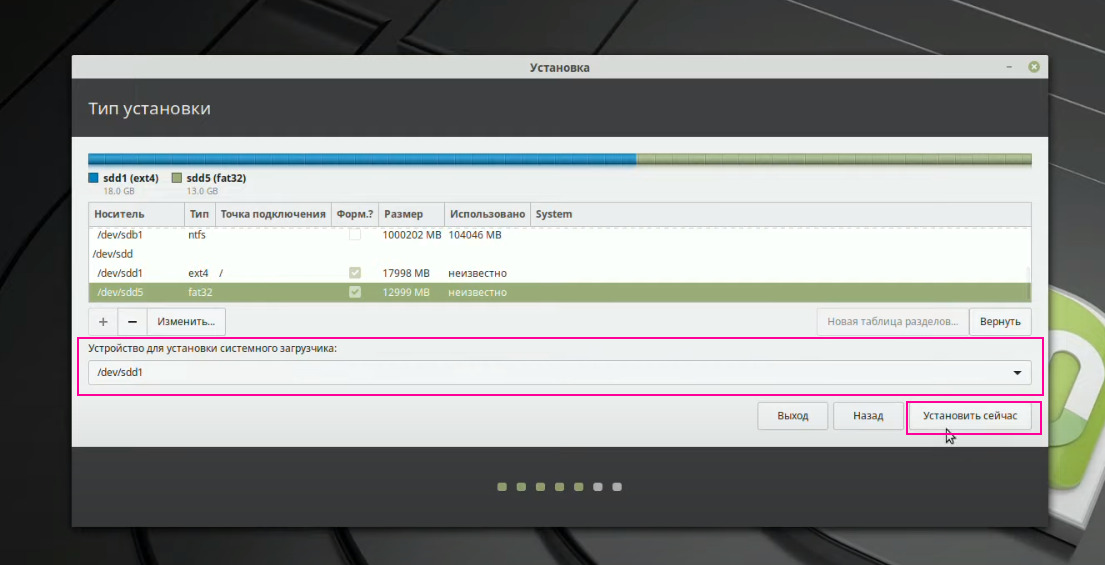 Установка
Тип установки
sdd1 (ext4) sdd5 (fat32)
18.0 GB 13.0 GB
Носитель Тип Точка подключения Форм.? Размер Использовано System
/dev/sdb1 ntfs 1000202 MB 104046 MB
/dev/sdd
/dev/sdd1 ext4 / 17998 MB неизвестно
/dev/sdd5 fat32 12999 MB неизвестно
+ − Изменить... Новая таблица разделов... Вернуть
Устройство для установки системного загрузчика:
/dev/sdd1
Выход Назад Установить сейчас